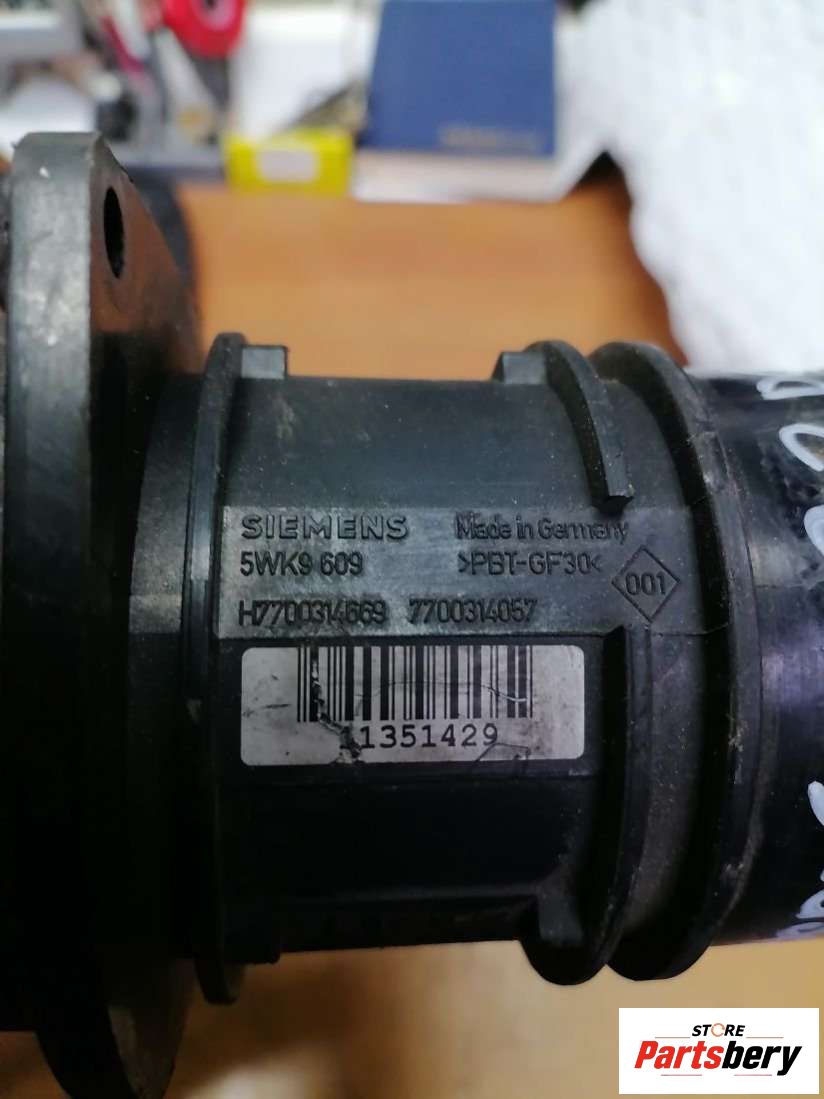 SIEMENS Made in Germany
5WK9 609 >PBT-GF30<
001
H7700314669 7700314057
11351429
STORE
Partsbery